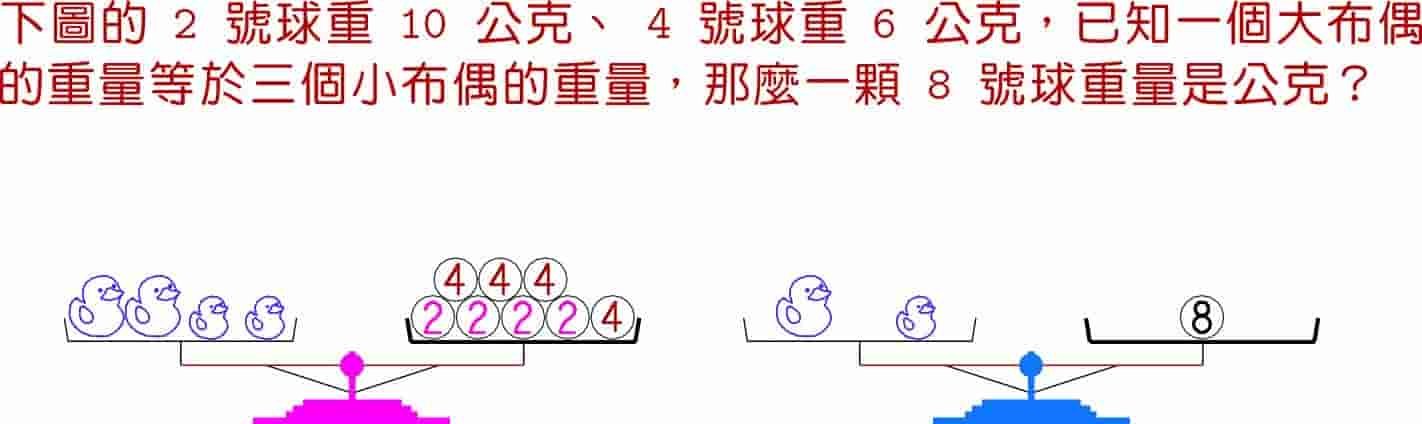 下圖的 2 號球重 10 公克、 4 號球重 6 公克，已知一個大布偶
的重量等於三個小布偶的重量，那麼一顆 8 號球重量是公克？
4 4 4
2 2 2 2 4
8